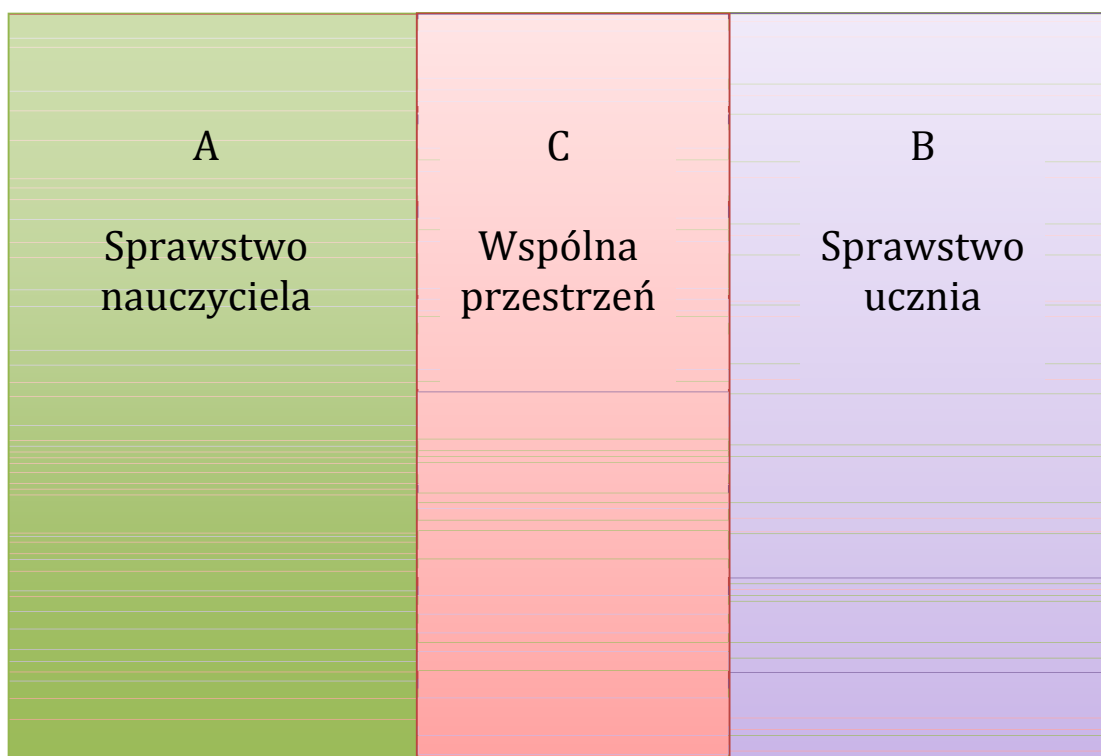 A
Sprawstwo
nauczyciela
C
Wspólna
przestrzeń
B
Sprawstwo
ucznia